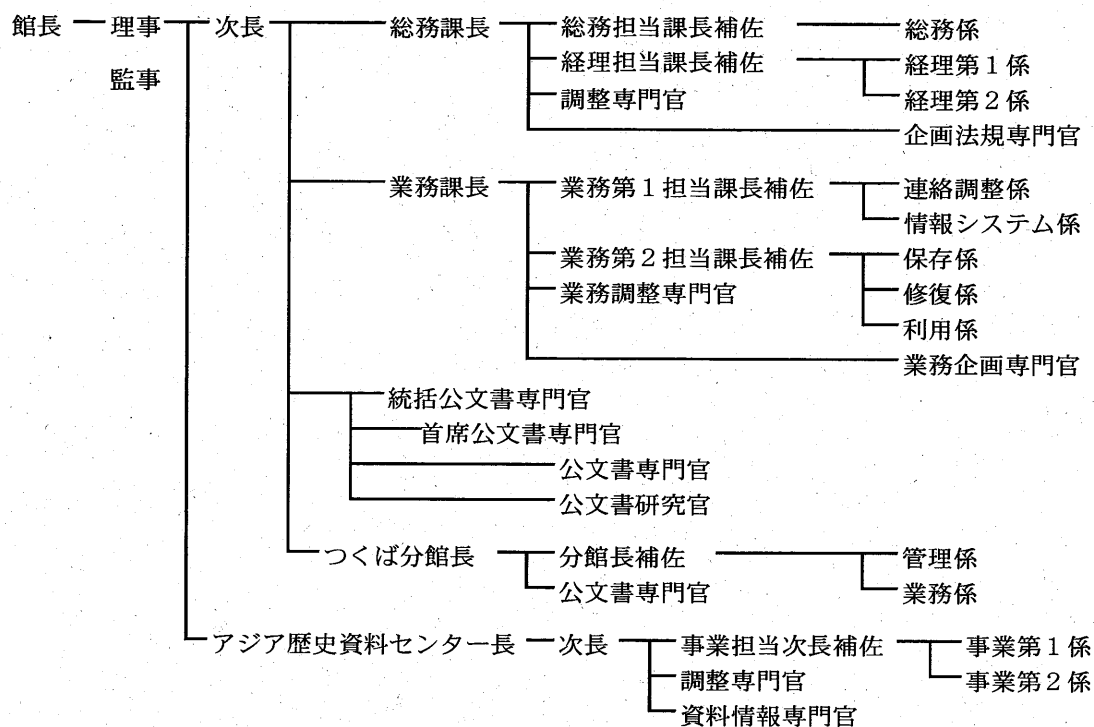 館長 理事 次長 総務課長 総務担当課長補佐 総務係
監事 経理担当課長補佐 経理第1係
調整専門官 経理第2係
企画法規専門官
業務課長 業務第1担当課長補佐 連絡調整係
情報システム係
業務第2担当課長補佐 保存係
業務調整専門官 修復係
利用係
業務企画専門官
統括公文書専門官
首席公文書専門官
公文書専門官
公文書研究官
つくば分館長 分館長補佐 管理係
公文書専門官 業務係
アジア歴史資料センター長 次長 事業担当次長補佐 事業第1係
調整専門官 事業第2係
資料情報専門官